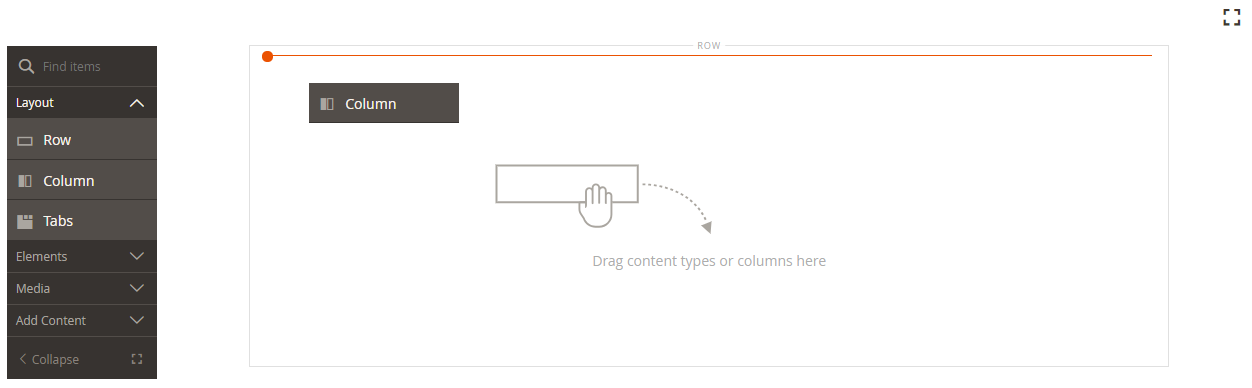 Find items
Layout
Row
Column
Tabs
Elements
Media
Add Content
Collapse
ROW
Column
Drag content types or columns here